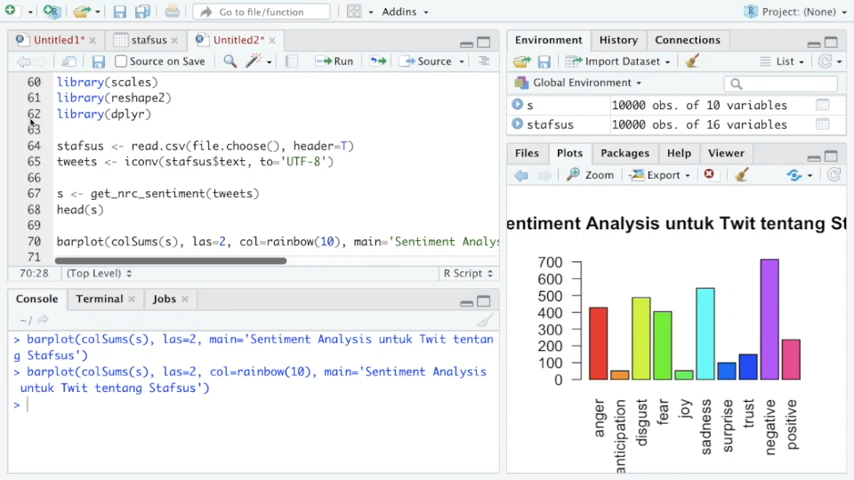 Go to file/function
Addins
Project: (None)
Untitled1*
stafsus
Untitled2*
Source on Save
Run
Source
60 library(scales)
61 library(reshape2)
62 library(dplyr)
63
64 stafsus <- read.csv(file.choose(), header=T)
65 tweets <- iconv(stafsus$text, to='UTF-8')
66
67 s <- get_nrc_sentiment(tweets)
68 head(s)
69
70 barplot(colSums(s), las=2, col=rainbow(10), main='Sentiment Analys
71
70:28 (Top Level) R Script
Console Terminal Jobs
~/
> barplot(colSums(s), las=2, main='Sentiment Analysis untuk Twit tentan
g Stafsus')
> barplot(colSums(s), las=2, col=rainbow(10), main='Sentiment Analysis
untuk Twit tentang Stafsus')
>
Environment History Connections
Import Dataset
List
Global Environment
s 10000 obs. of 10 variables
stafsus 10000 obs. of 16 variables
Files Plots Packages Help Viewer
Zoom Export
entiment Analysis untuk Twit tentang St
700
600
500
400
300
200
100
0
anger
anticipation
disgust
fear
joy
sadness
surprise
trust
negative
positive